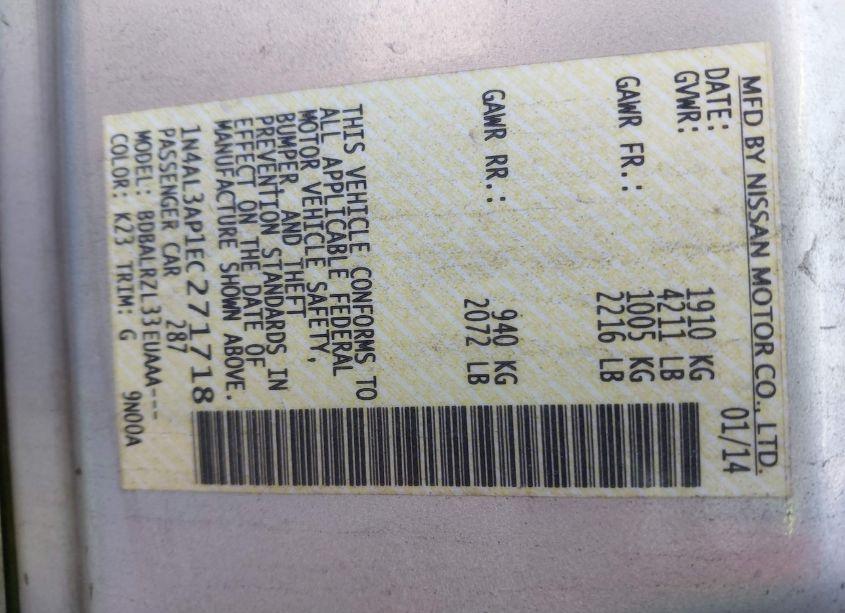 MFD BY NISSAN MOTOR CO., LTD.
DATE: 01/14
GVWR: 1910 KG
4211 LB
GAWR FR.: 1005 KG
2216 LB
GAWR RR.: 940 KG
2072 LB
THIS VEHICLE CONFORMS TO
ALL APPLICABLE FEDERAL
MOTOR VEHICLE SAFETY,
BUMPER, AND THEFT
PREVENTION STANDARDS IN
EFFECT ON THE DATE OF
MANUFACTURE SHOWN ABOVE.
1N4AL3AP1EC271718
PASSENGER CAR 287
MODEL: BDBALRZL33EUAAA---
COLOR: K23 TRIM: G 9N00A